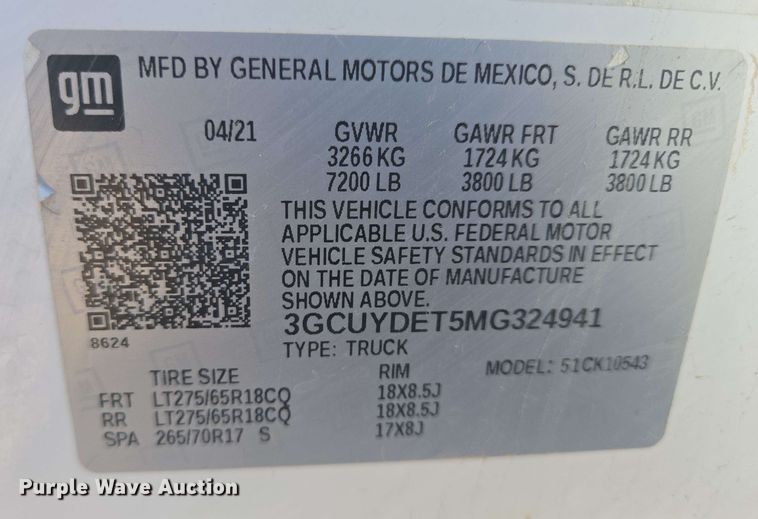 gm MFD BY GENERAL MOTORS DE MEXICO, S. DE R.L. DE C.V.
04/21 GVWR GAWR FRT GAWR RR
3266 KG 1724 KG 1724 KG
7200 LB 3800 LB 3800 LB
THIS VEHICLE CONFORMS TO ALL
APPLICABLE U.S. FEDERAL MOTOR
VEHICLE SAFETY STANDARDS IN EFFECT
ON THE DATE OF MANUFACTURE
SHOWN ABOVE.
3GCUYDET5MG324941
8624
TYPE: TRUCK MODEL: 51CK10543
TIRE SIZE RIM
FRT LT275/65R18CQ 18X8.5J
RR LT275/65R18CQ 18X8.5J
SPA 265/70R17 S 17X8J
Purple Wave Auction